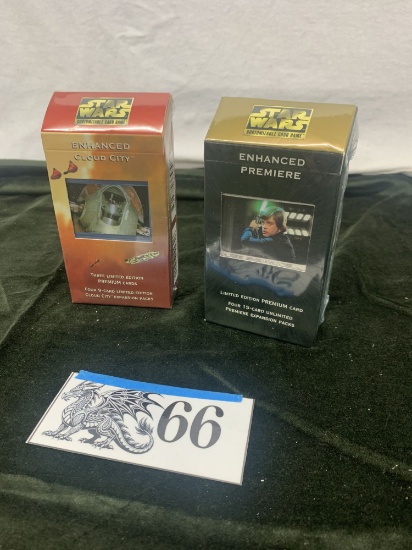 STAR
WARS
CUSTOMIZABLE CARD GAME
ENHANCED
CLOUD CITY™
THREE LIMITED EDITION
PREMIUM CARDS
FOUR 9-CARD LIMITED EDITION
CLOUD CITY EXPANSION PACKS
STAR
WARS
CUSTOMIZABLE CARD GAME
ENHANCED
PREMIERE
LIMITED EDITION PREMIUM CARD
FOUR 15-CARD UNLIMITED
PREMIERE EXPANSION PACKS
66